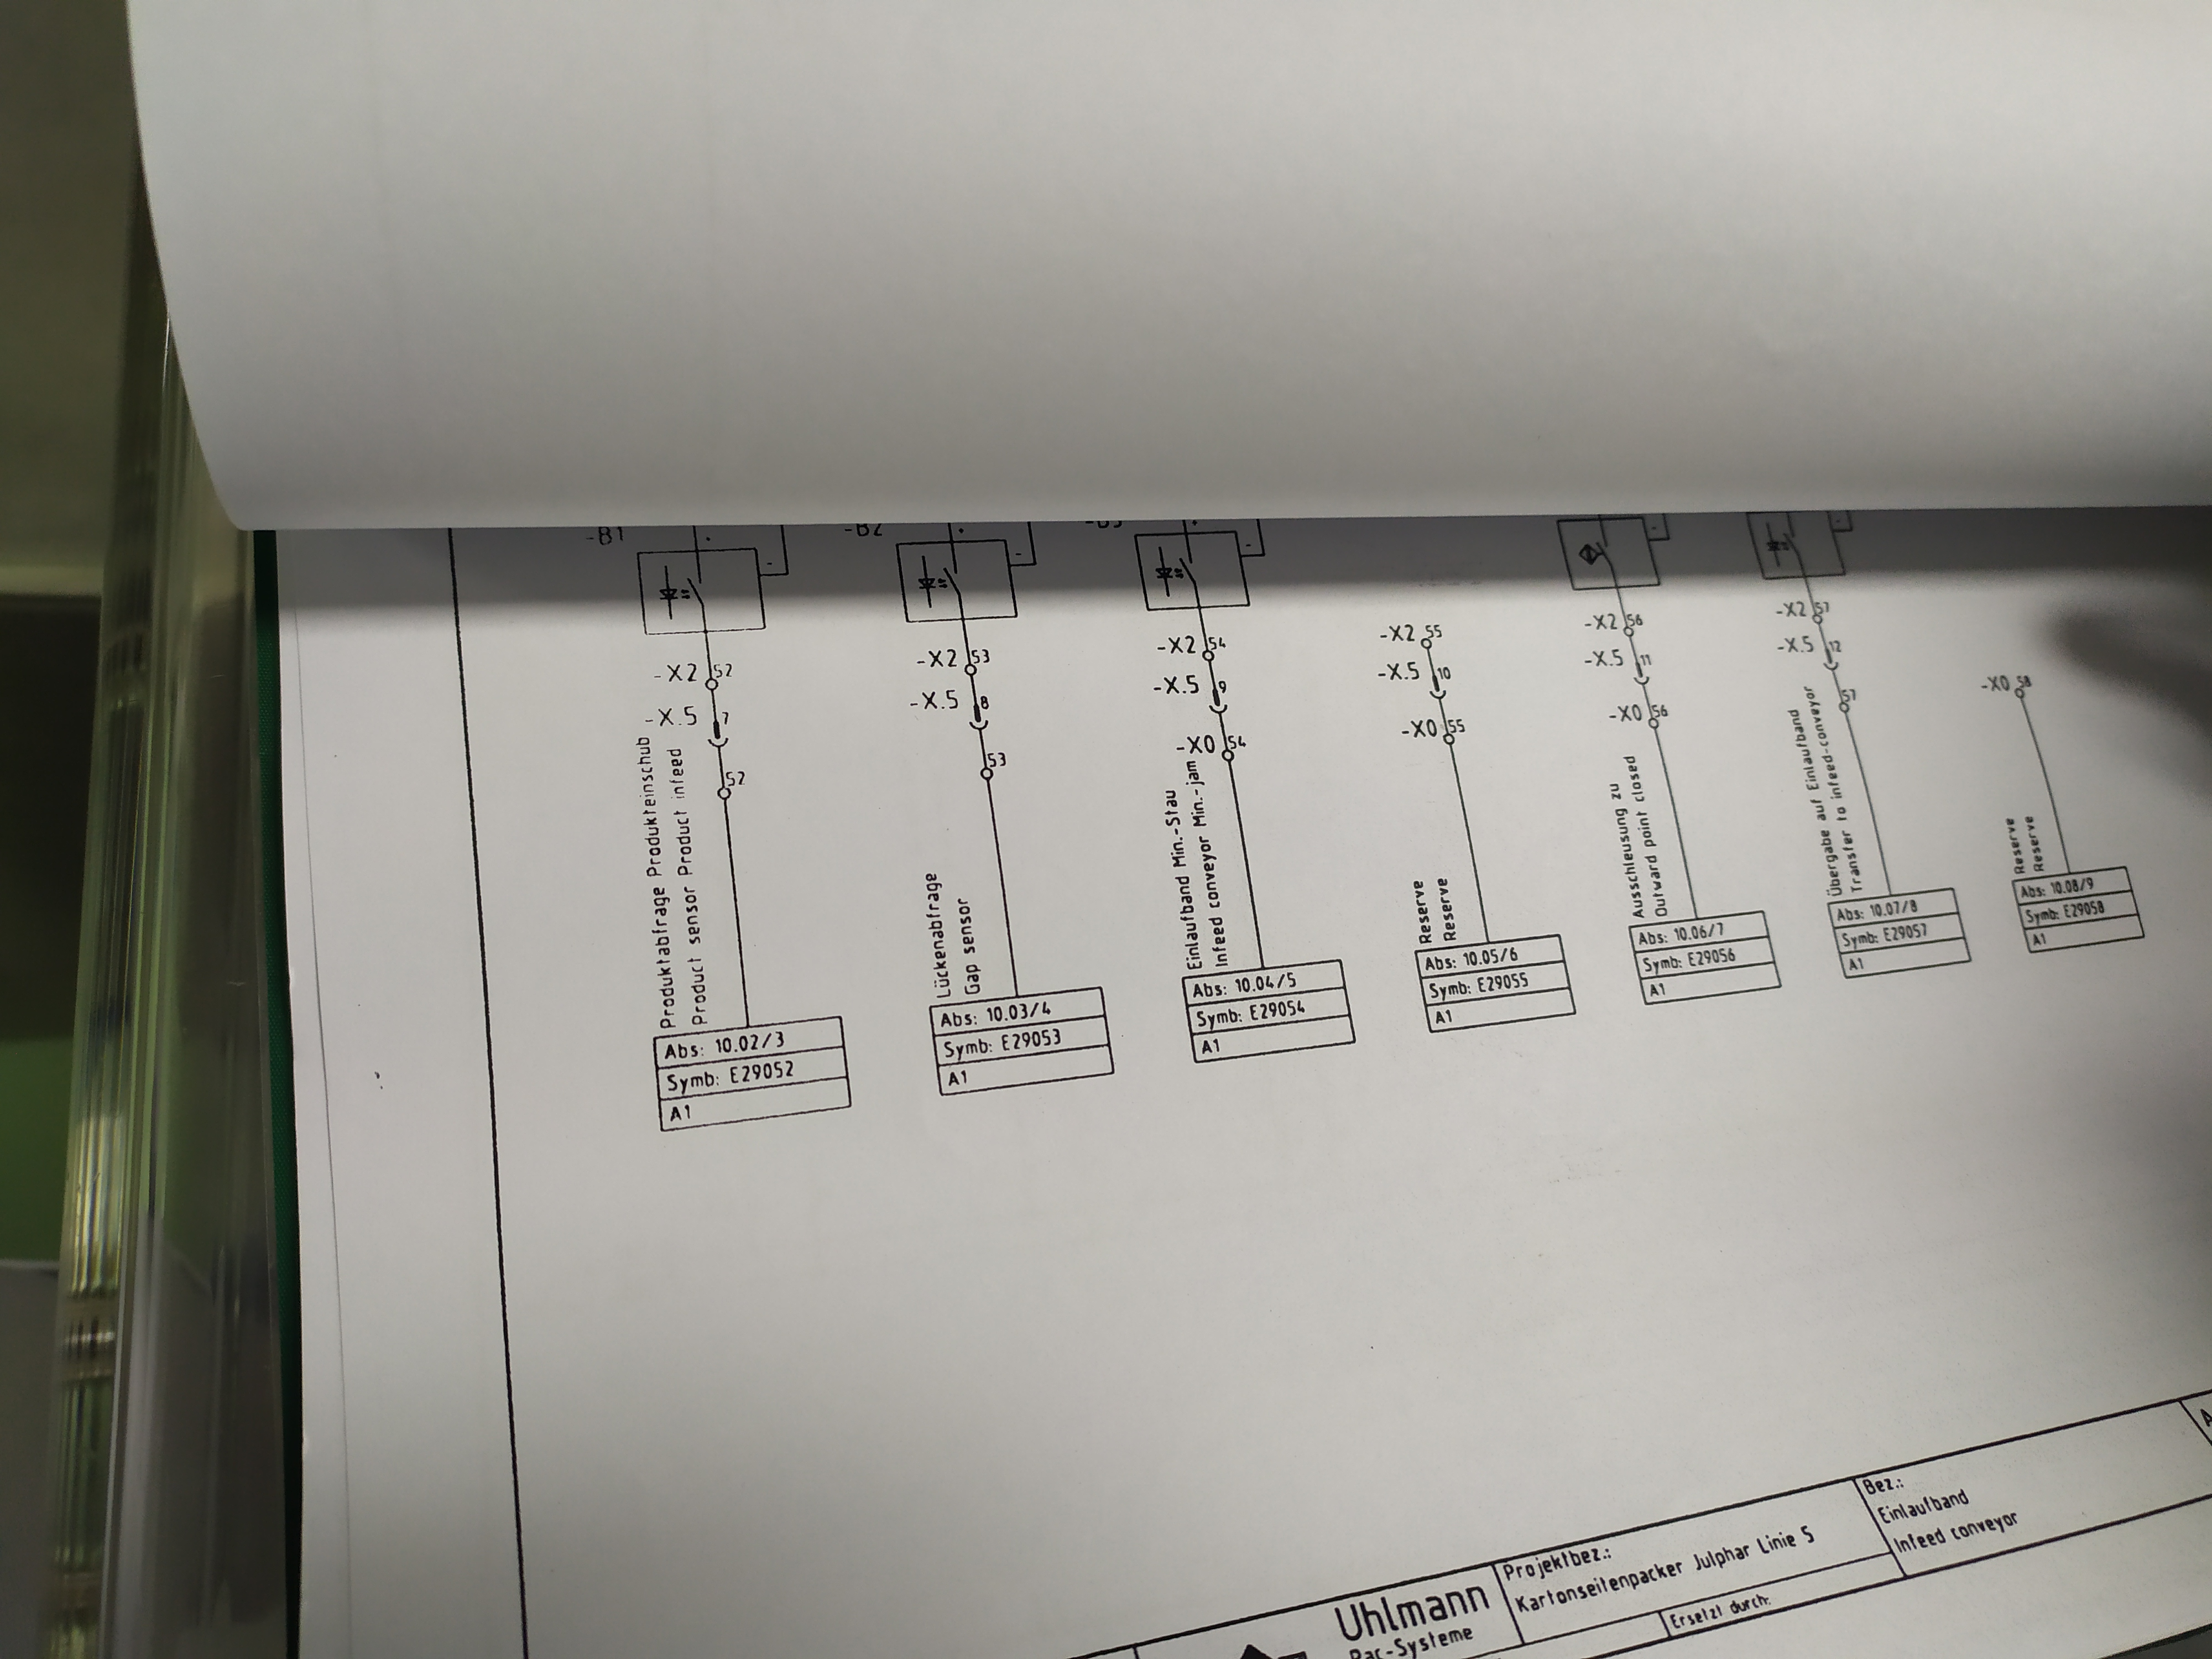 -B1
-B2
-X2 52
-X.5 7
52
Produktabfrage Produkteinschub
Product sensor Product infeed
Abs: 10.02/3
Symb: E29052
A1
-X2 53
-X.5 8
53
Lückenabfrage
Gap sensor
Abs: 10.03/4
Symb: E29053
A1
-X2 54
-X.5 9
-X0 54
Einlaufband Min.-Stau
Infeed conveyor Min.-jam
Abs: 10.04/5
Symb: E29054
A1
-X2 55
-X.5 10
-X0 55
Reserve
Reserve
Abs: 10.05/6
Symb: E29055
A1
-X2 56
-X.5 11
-X0 56
Ausschleusung zu
Outward point closed
Abs: 10.06/7
Symb: E29056
A1
-X2 57
-X.5 12
57
Übergabe auf Einlaufband
Transfer to infeed-conveyor
Abs: 10.07/8
Symb: E29057
A1
-X0 58
Reserve
Reserve
Abs: 10.08/9
Symb: E29058
A1
Uhlmann
Pac-Systeme
Projektbez.:
Kartonseitenpacker Julphar Linie 5
Ersetzt durch:
Bez.:
Einlaufband
Infeed conveyor